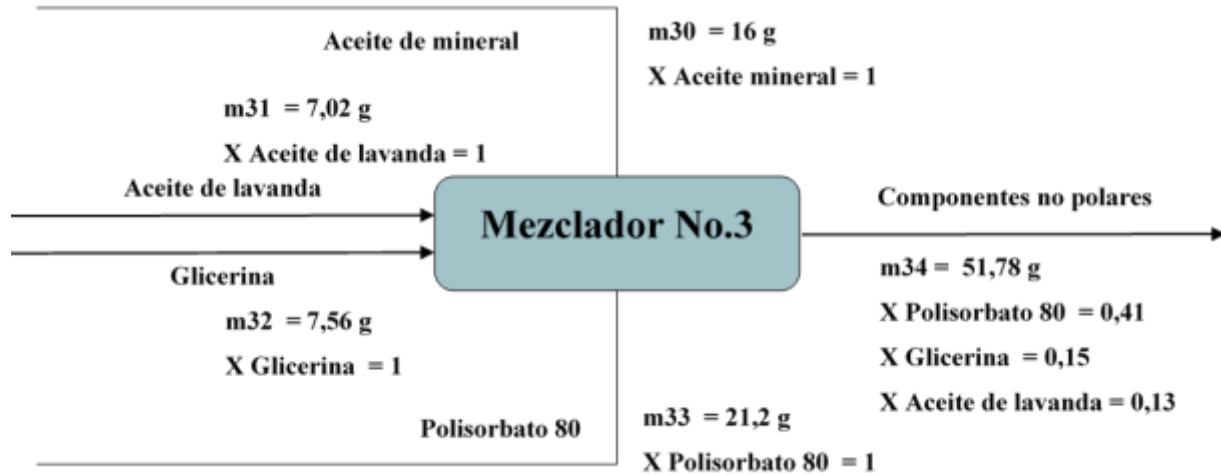 Aceite de mineral
m30 = 16 g
X Aceite mineral = 1
m31 = 7,02 g
X Aceite de lavanda = 1
Aceite de lavanda
Mezclador No.3
Componentes no polares
Glicerina
m32 = 7,56 g
X Glicerina = 1
m34 = 51,78 g
X Polisorbato 80 = 0,41
X Glicerina = 0,15
X Aceite de lavanda = 0,13
Polisorbato 80
m33 = 21,2 g
X Polisorbato 80 = 1